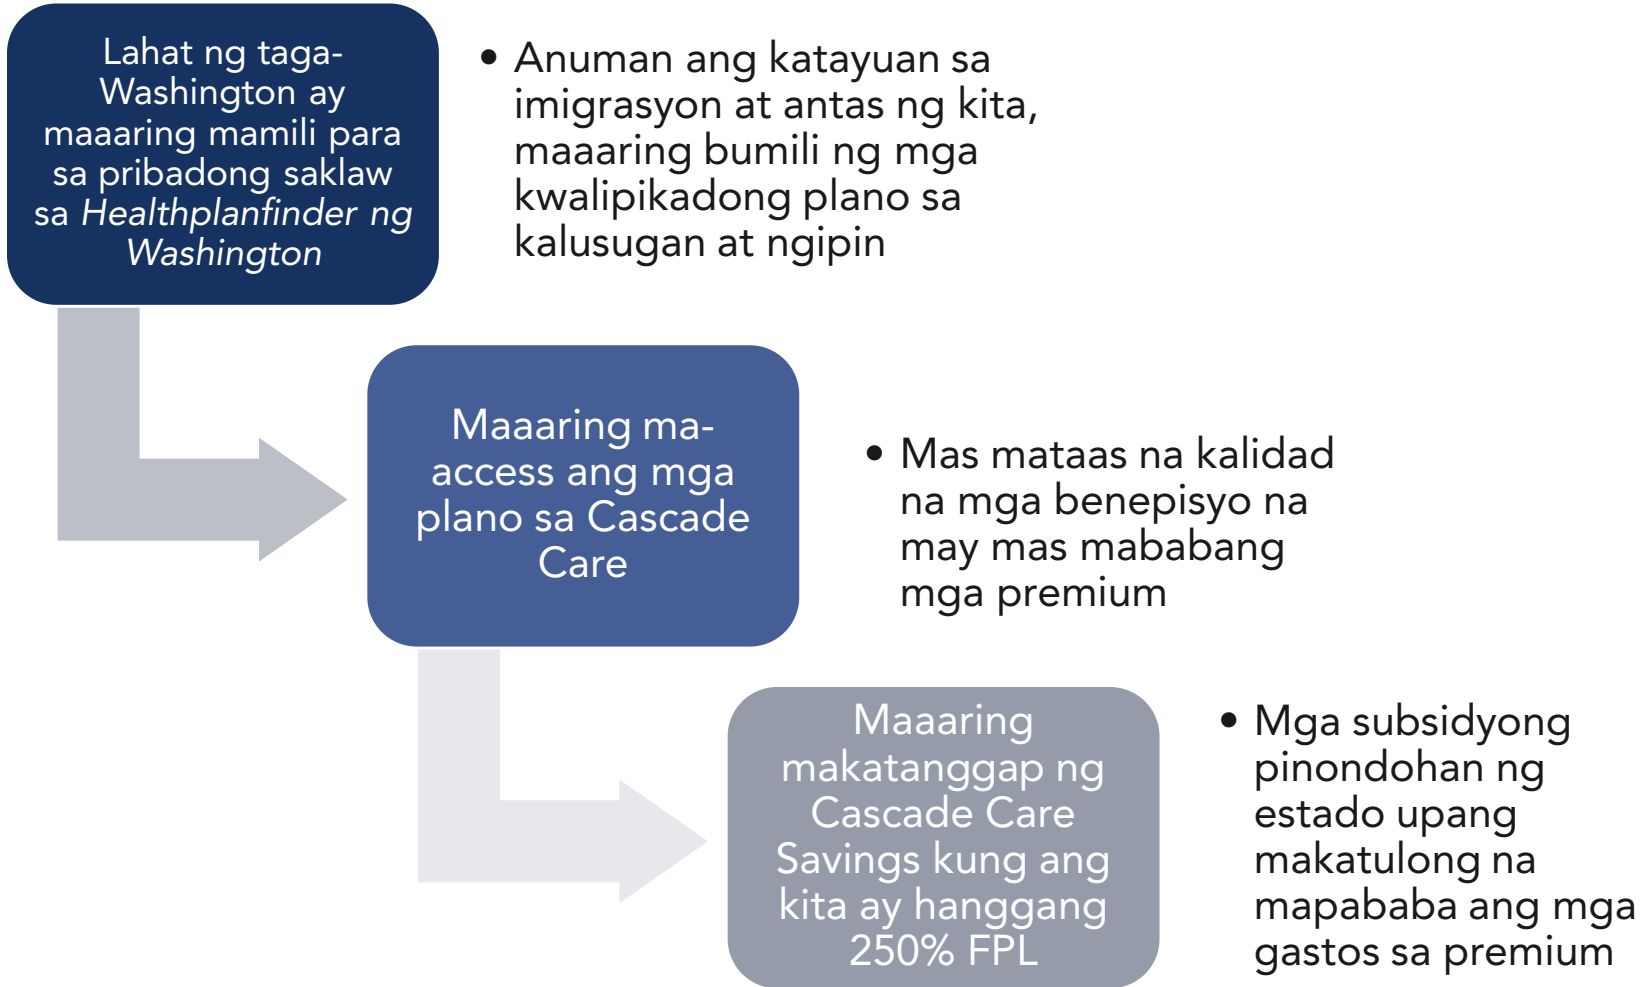 Lahat ng taga-
Washington ay
maaaring mamili para
sa pribadong saklaw
sa Healthplanfinder ng
Washington
• Anuman ang katayuan sa
imigrasyon at antas ng kita,
maaaring bumili ng mga
kwalipikadong plano sa
kalusugan at ngipin
Maaaring ma-
access ang mga
plano sa Cascade
Care
• Mas mataas na kalidad
na mga benepisyo na
may mas mababang
mga premium
Maaaring
makatanggap ng
Cascade Care
Savings kung ang
kita ay hanggang
250% FPL
• Mga subsidyong
pinondohan ng
estado upang
makatulong na
mapababa ang mga
gastos sa premium